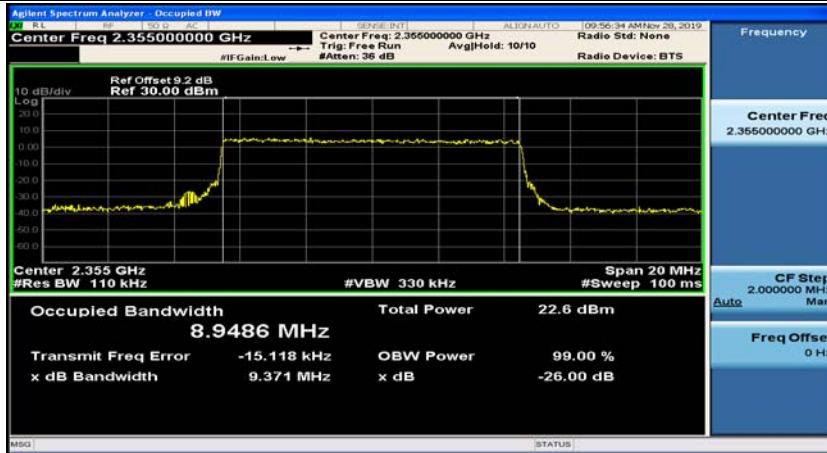 Agilent Spectrum Analyzer - Occupied BW
RL RF 50 Ω AC SENSE:INT ALIGN AUTO 09:56:34 AM Nov 28, 2019
Center Freq 2.355000000 GHz
Center Freq: 2.355000000 GHz
Radio Std: None
Trig: Free Run Avg|Hold: 10/10
#IFGain:Low #Atten: 36 dB Radio Device: BTS
Ref Offset 9.2 dB
10 dB/div Ref 30.00 dBm
Log
20.0
10.0
0.00
-10.0
-20.0
-30.0
-40.0
-50.0
-60.0
Center 2.355 GHz Span 20 MHz
#Res BW 110 kHz #VBW 330 kHz #Sweep 100 ms
Occupied Bandwidth Total Power 22.6 dBm
8.9486 MHz
Transmit Freq Error -15.118 kHz OBW Power 99.00 %
x dB Bandwidth 9.371 MHz x dB -26.00 dB
MSG STATUS
Frequency
Center Fre
2.355000000 GH
CF Step
2.000000 MH
Auto Ma
Freq Offse
0 H